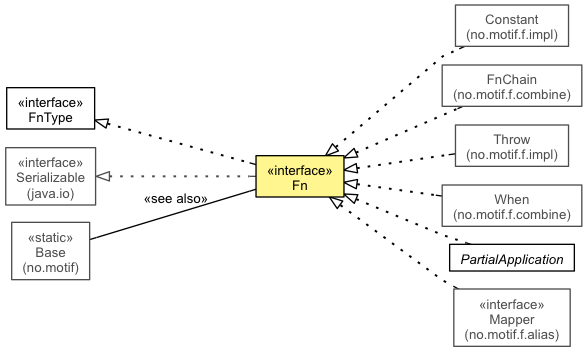 «interface»
FnType
«interface»
Serializable
(java.io)
«static»
Base
(no.motif)
«see also»
«interface»
Fn
Constant
(no.motif.f.impl)
FnChain
(no.motif.f.combine)
Throw
(no.motif.f.impl)
When
(no.motif.f.combine)
PartialApplication
«interface»
Mapper
(no.motif.f.alias)